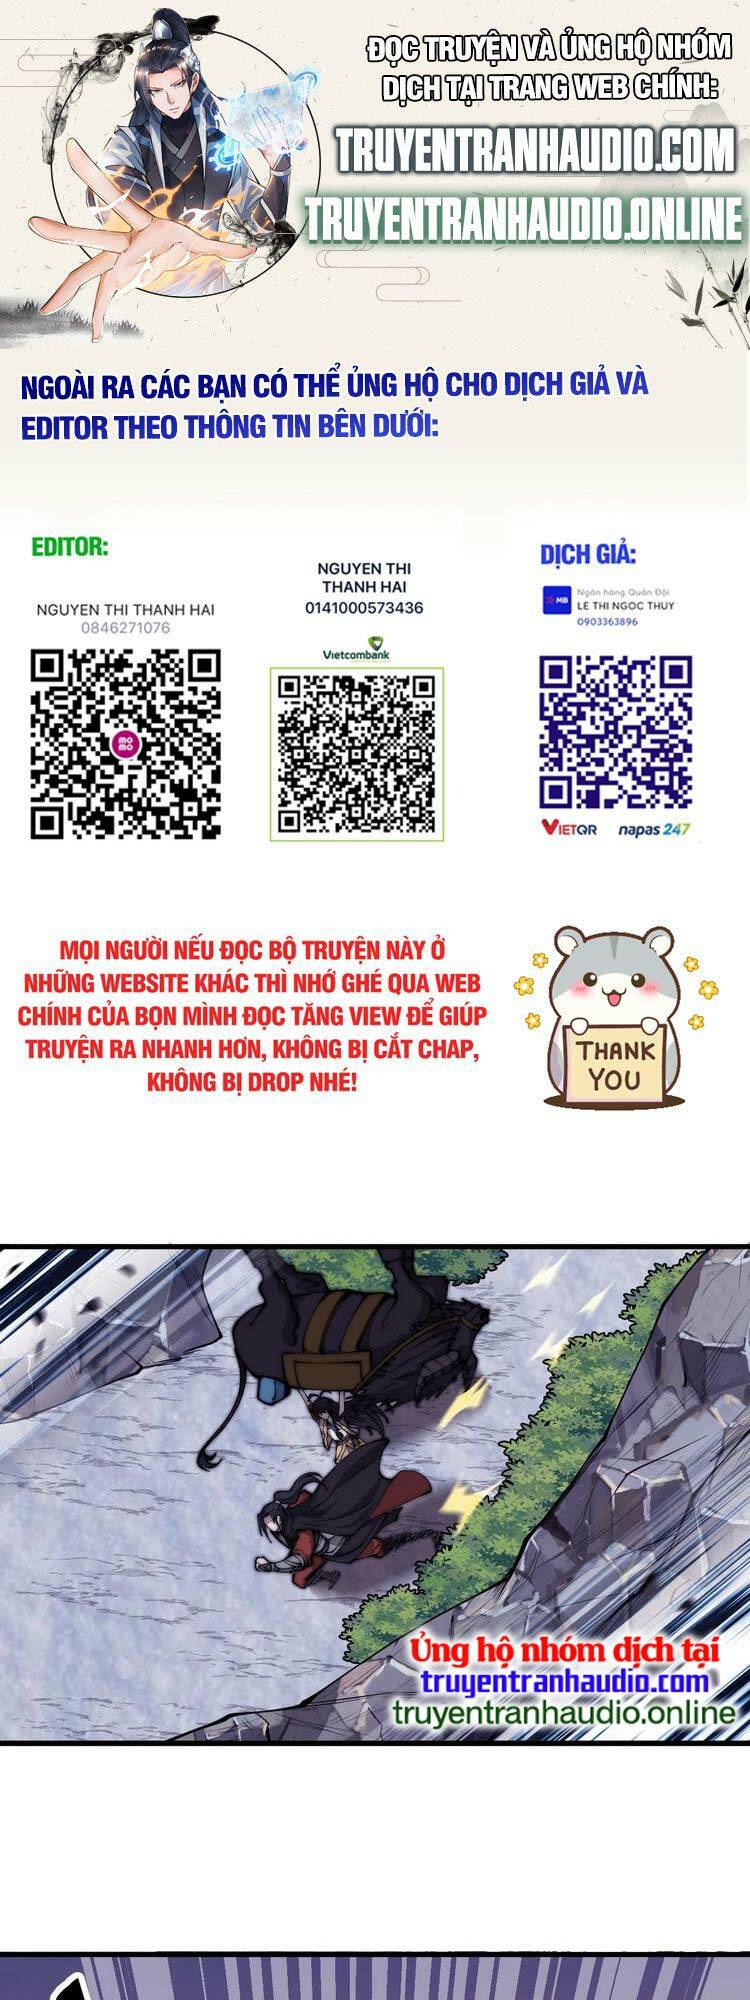 ĐỌC TRUYỆN VÀ ỦNG HỘ NHÓM
DỊCH TẠI TRANG WEB CHÍNH:
TRUYENTRANHAUDIO.COM
TRUYENTRANHAUDIO.ONLINE
NGOÀI RA CÁC BẠN CÓ THỂ ỦNG HỘ CHO DỊCH GIẢ VÀ
EDITOR THEO THÔNG TIN BÊN DƯỚI:
EDITOR:
NGUYEN THI THANH HAI
0846271076
momo
NGUYEN THI
THANH HAI
0141000573436
Vietcombank
DỊCH GIẢ:
MB
Ngân hàng Quân Đội
LE THI NGOC THUY
0903363896
VIETQR napas 247
MỌI NGƯỜI NẾU ĐỌC BỘ TRUYỆN NÀY Ở
NHỮNG WEBSITE KHÁC THÌ NHỚ GHÉ QUA WEB
CHÍNH CỦA BỌN MÌNH ĐỌC TĂNG VIEW ĐỂ GIÚP
TRUYỆN RA NHANH HƠN, KHÔNG BỊ CẮT CHAP,
KHÔNG BỊ DROP NHÉ!
THANK
YOU
Ủng hộ nhóm dịch tại
truyentranhaudio.com
truyentranhaudio.online